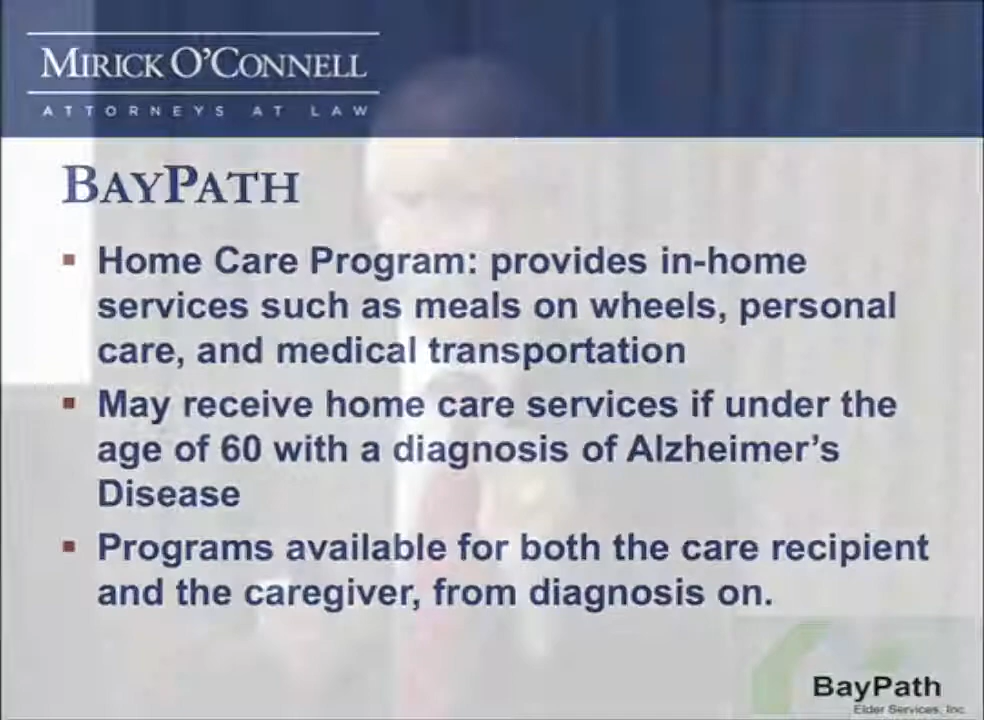 MIRICK O'CONNELL
ATTORNEYS AT LAW
BAYPATH
▪ Home Care Program: provides in-home
services such as meals on wheels, personal
care, and medical transportation
▪ May receive home care services if under the
age of 60 with a diagnosis of Alzheimer's
Disease
▪ Programs available for both the care recipient
and the caregiver, from diagnosis on.
BayPath
Elder Services, Inc.